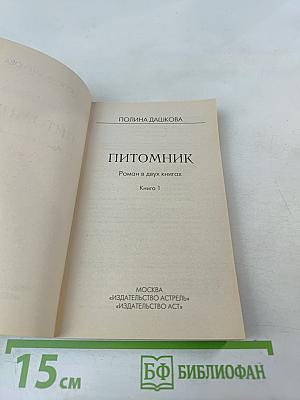 ПОЛИНА ДАШКОВА
ПИТОМНИК
Роман в двух книгах
Книга 1
МОСКВА
«ИЗДАТЕЛЬСТВО АСТРЕЛЬ»
«ИЗДАТЕЛЬСТВО АСТ»
15 см
БФ БИБЛИОФАН